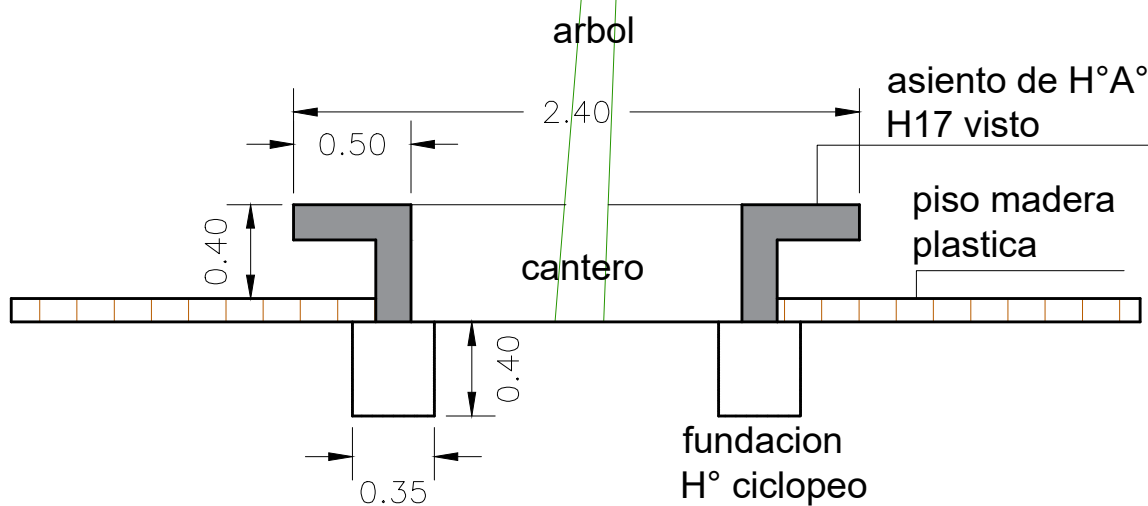 arbol
asiento de H°A°
H17 visto
2.40
0.50
piso madera
plastica
0.40
cantero
0.40
fundacion
H° ciclopeo
0.35